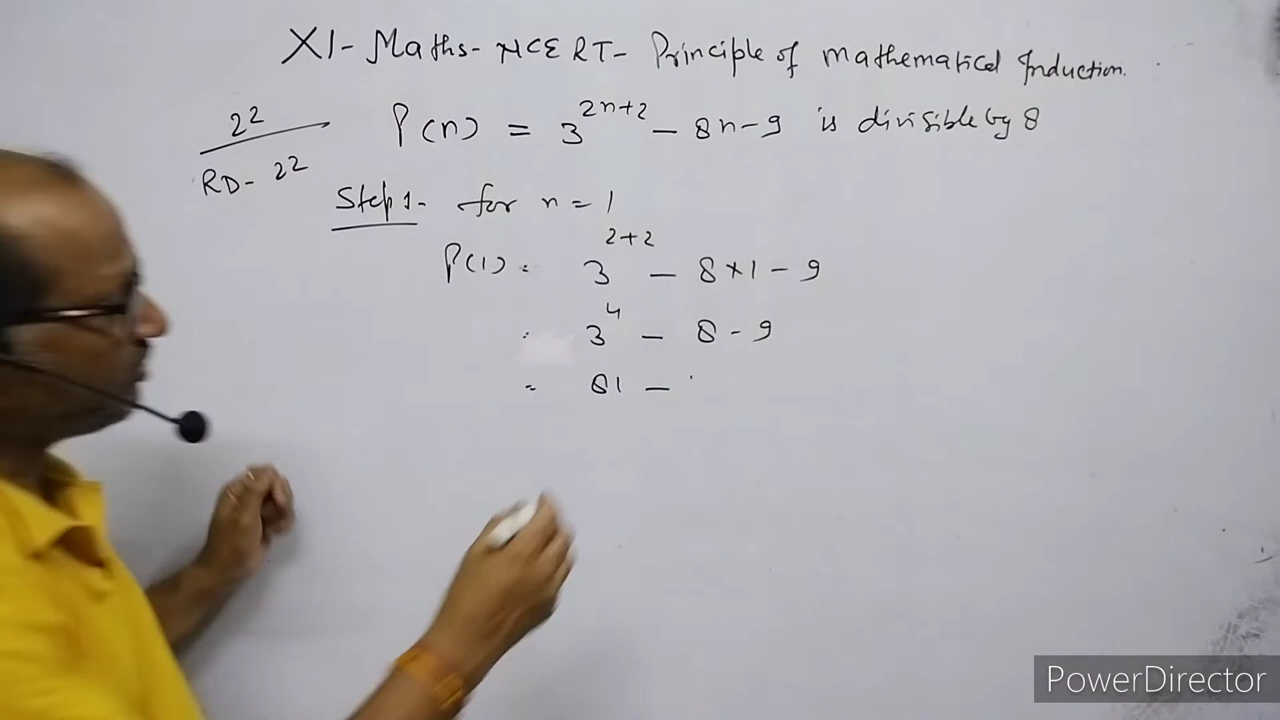 XI- Maths- NCERT- Principle of mathematical Induction.
22
P(n) = 3^{2n+2} - 8n - 9 is divisible by 8
RD- 22
Step 1- for n = 1
P(1) = 3^{2+2} - 8×1 - 9
= 3^4 - 8 - 9
= 81 -
PowerDirector